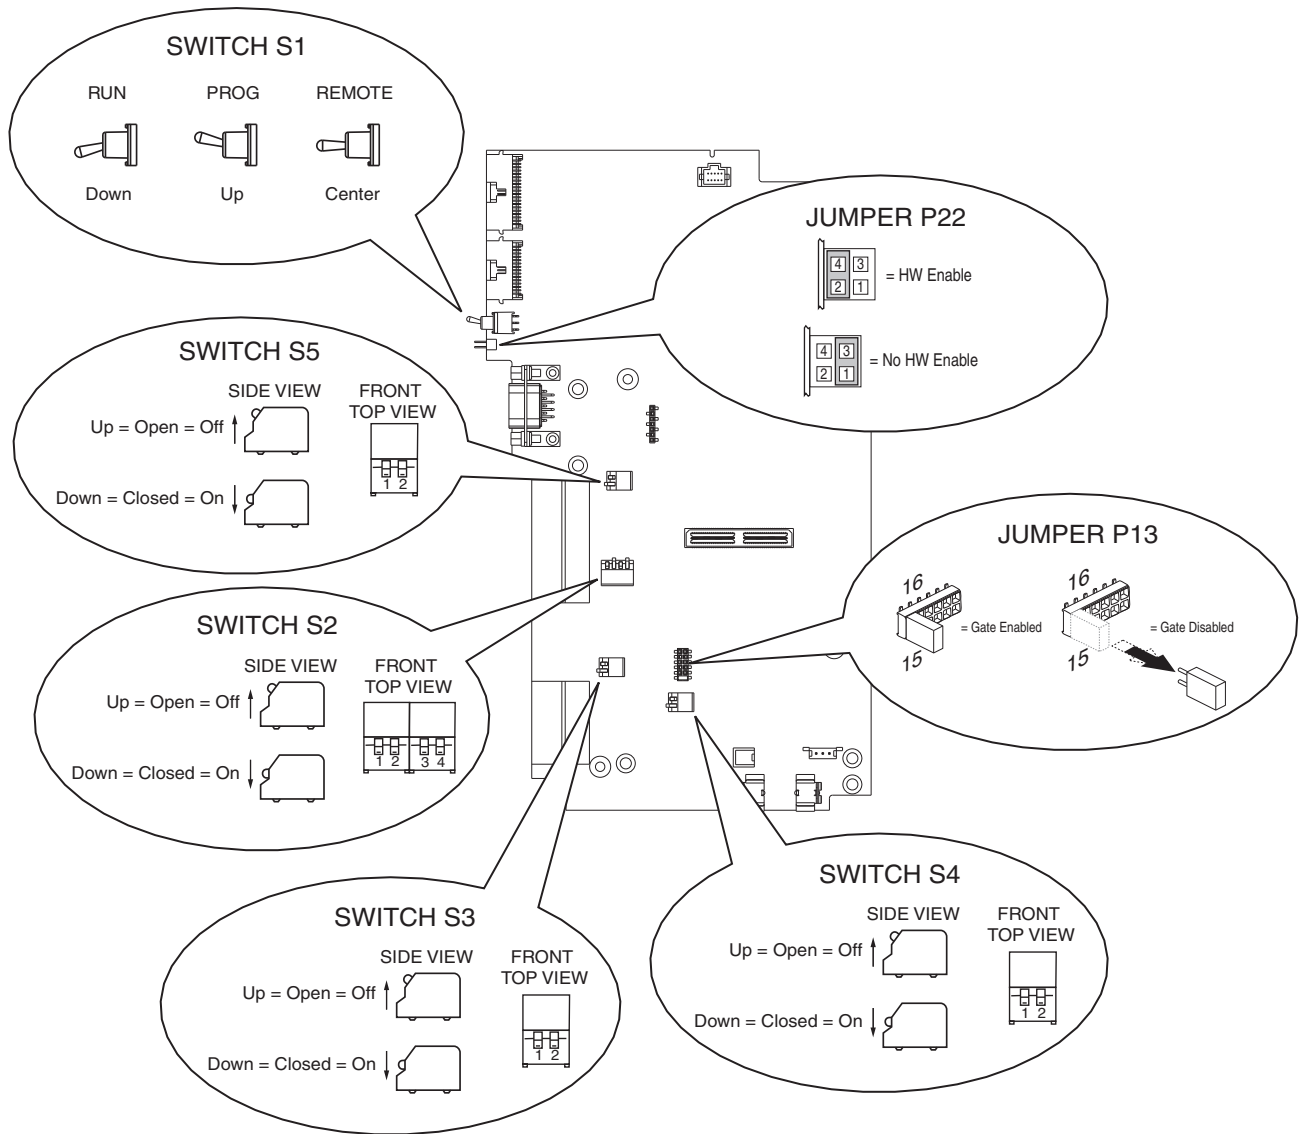 SWITCH S1
RUN PROG REMOTE
Down Up Center
JUMPER P22
4 3
2 1
= HW Enable
4 3
2 1
= No HW Enable
SWITCH S5
SIDE VIEW
FRONT
TOP VIEW
Up = Open = Off
1 2
Down = Closed = On
JUMPER P13
16
15
= Gate Enabled
16
15
= Gate Disabled
SWITCH S2
SIDE VIEW
FRONT
TOP VIEW
Up = Open = Off
1 2 3 4
Down = Closed = On
SWITCH S4
SIDE VIEW
FRONT
TOP VIEW
Up = Open = Off
1 2
Down = Closed = On
SWITCH S3
SIDE VIEW
FRONT
TOP VIEW
Up = Open = Off
1 2
Down = Closed = On